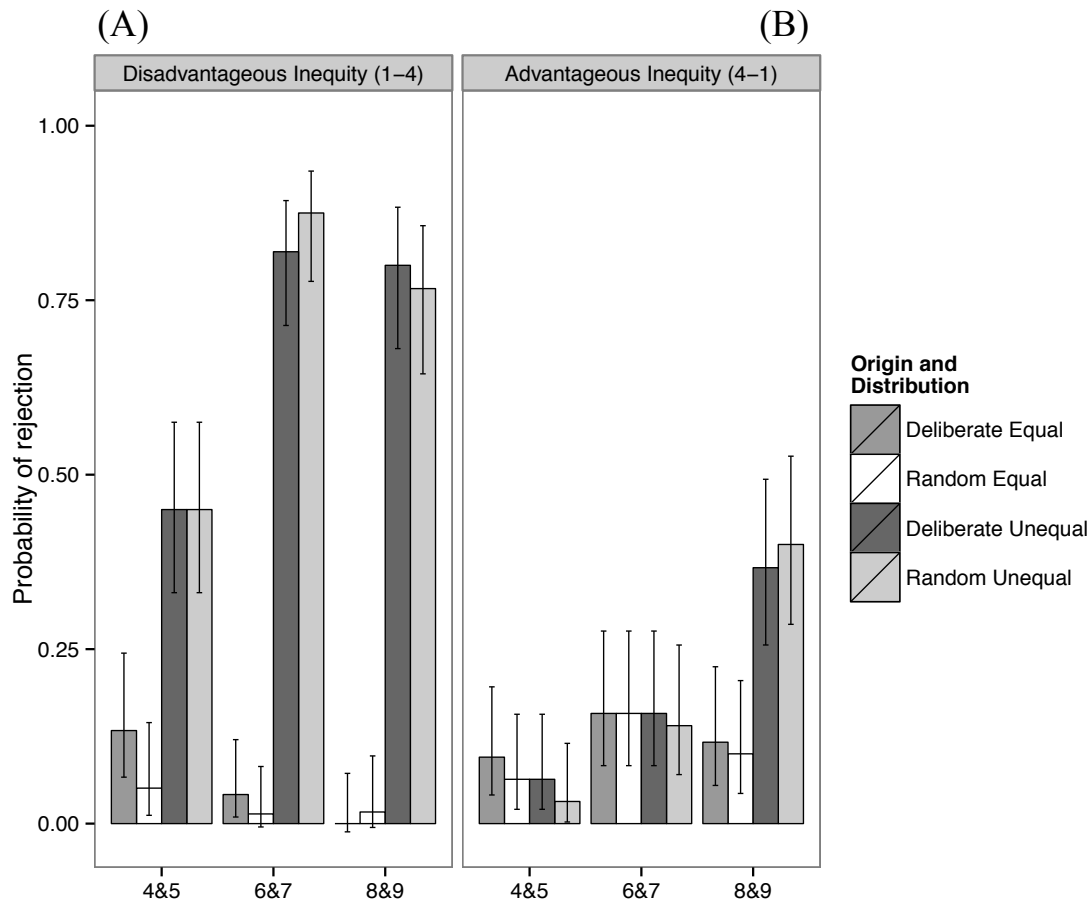 (A)
(B)
Disadvantageous Inequity (1−4)
Advantageous Inequity (4−1)
1.00
0.75
0.50
0.25
0.00
Probability of rejection
4&5
6&7
8&9
4&5
6&7
8&9
Origin and
Distribution
Deliberate Equal
Random Equal
Deliberate Unequal
Random Unequal